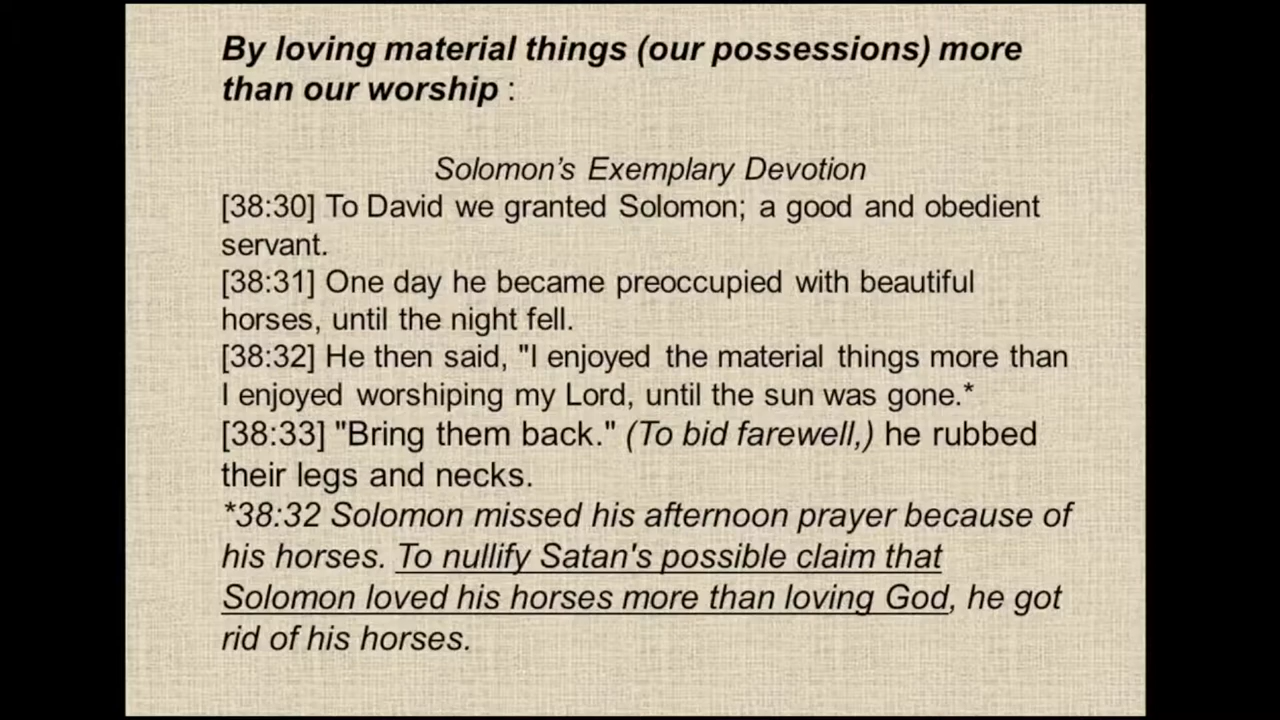 By loving material things (our possessions) more
than our worship :
Solomon’s Exemplary Devotion
[38:30] To David we granted Solomon; a good and obedient
servant.
[38:31] One day he became preoccupied with beautiful
horses, until the night fell.
[38:32] He then said, "I enjoyed the material things more than
I enjoyed worshiping my Lord, until the sun was gone.*
[38:33] "Bring them back." (To bid farewell,) he rubbed
their legs and necks.
*38:32 Solomon missed his afternoon prayer because of
his horses. To nullify Satan's possible claim that
Solomon loved his horses more than loving God, he got
rid of his horses.